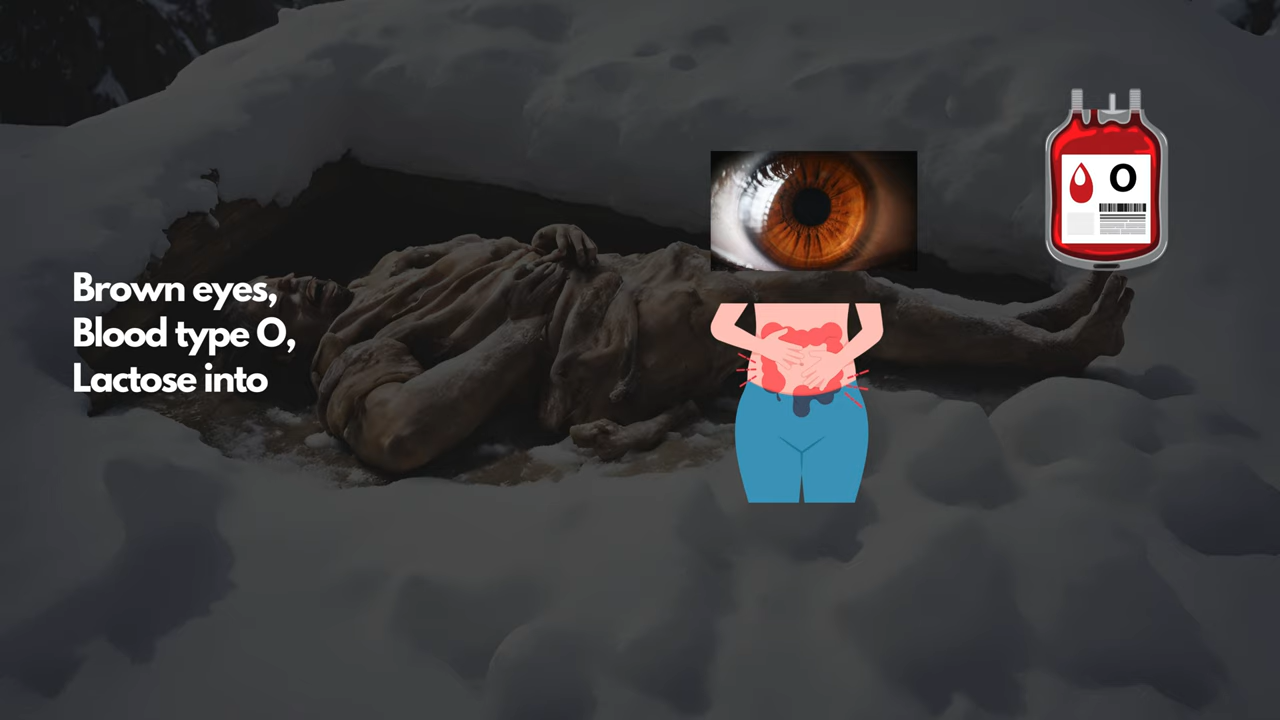 Brown eyes,
Blood type O,
Lactose into
O